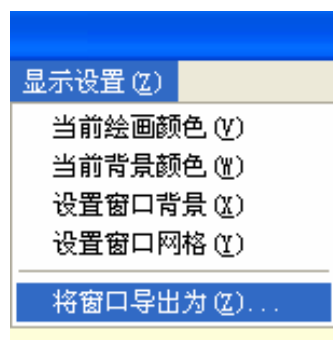 显示设置(Z)
当前绘画颜色(V)
当前背景颜色(W)
设置窗口背景(X)
设置窗口网格(Y)
将窗口导出为(Z)...